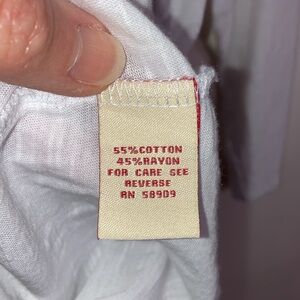 55%COTTON
45%RAYON
FOR CARE SEE
REVERSE
RN 58909